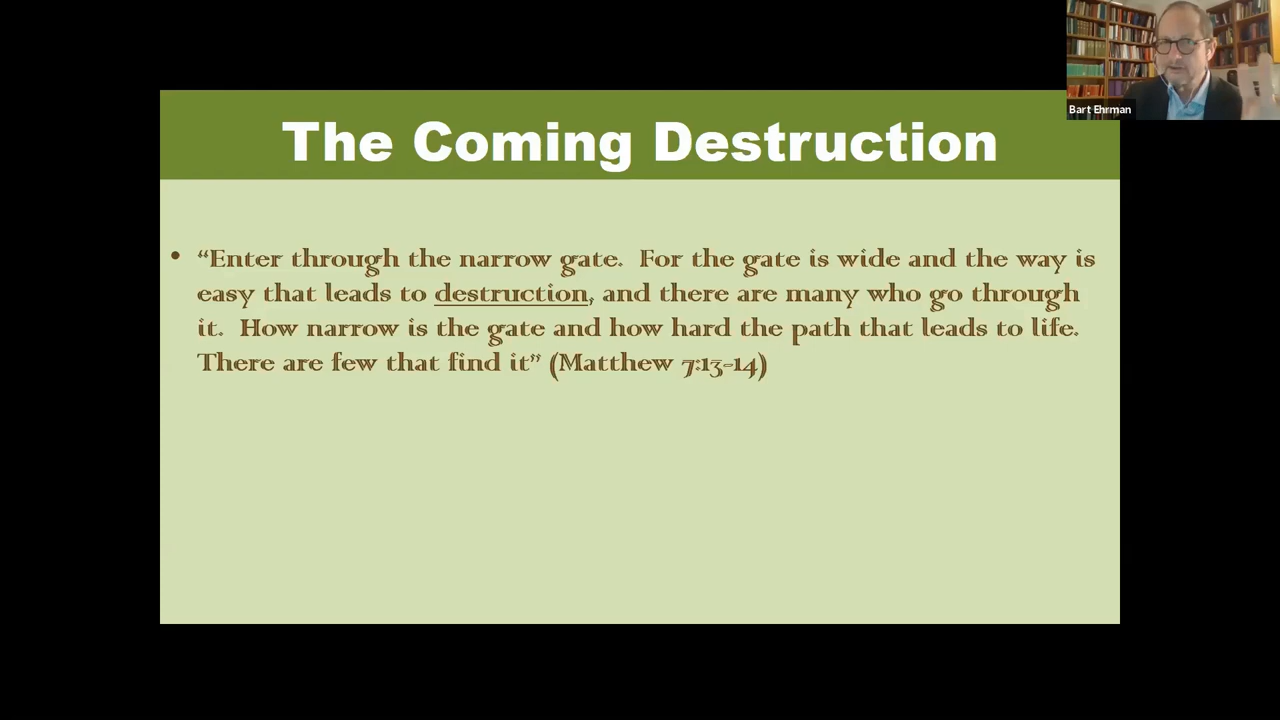 Bart Ehrman
The Coming Destruction
• “Enter through the narrow gate.  For the gate is wide and the way is
easy that leads to destruction, and there are many who go through
it.  How narrow is the gate and how hard the path that leads to life.
There are few that find it” (Matthew 7:13-14)